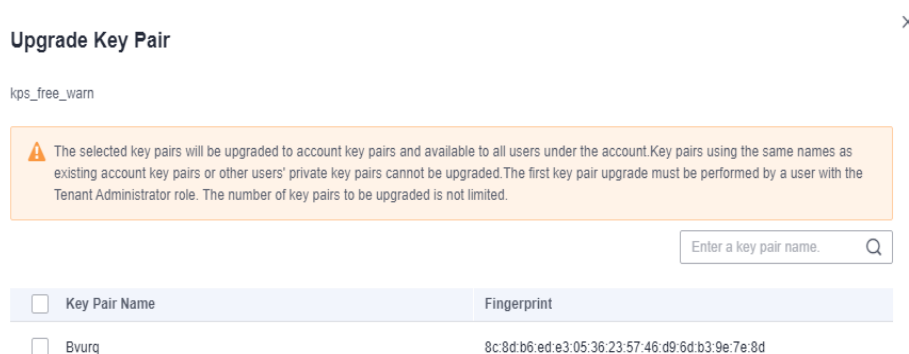 Upgrade Key Pair
kps_free_warn
The selected key pairs will be upgraded to account key pairs and available to all users under the account.Key pairs using the same names as
existing account key pairs or other users' private key pairs cannot be upgraded.The first key pair upgrade must be performed by a user with the
Tenant Administrator role. The number of key pairs to be upgraded is not limited.
Enter a key pair name.
Key Pair Name Fingerprint
Bvurq 8c:8d:b6:ed:e3:05:36:23:57:46:d9:6d:b3:9e:7e:8d